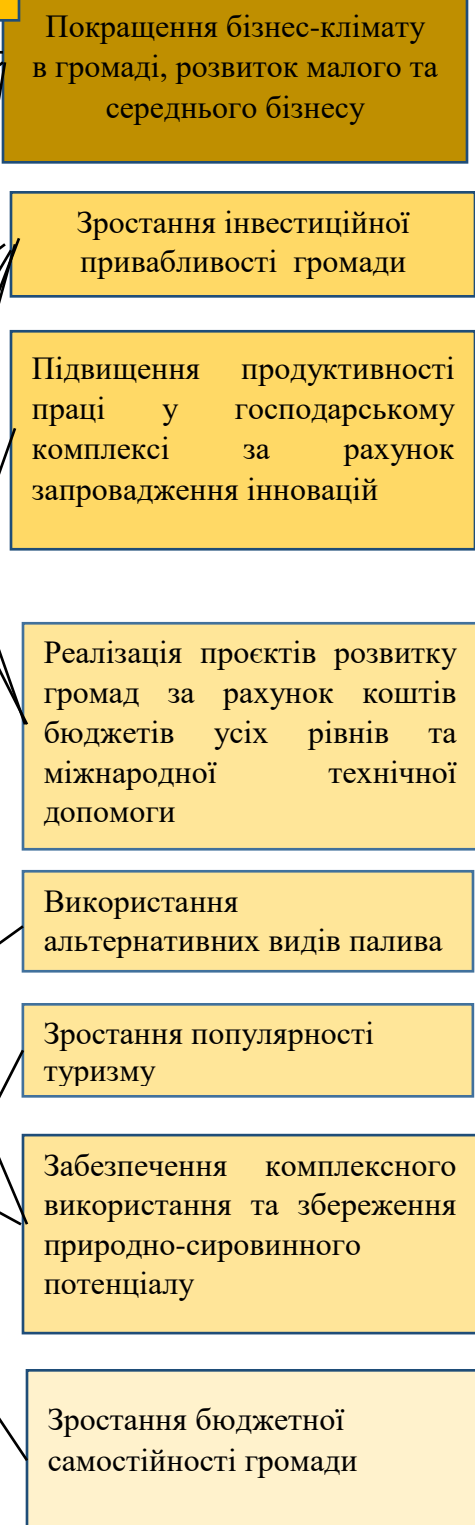 Покращення бізнес-клімату
в громаді, розвиток малого та
середнього бізнесу
Зростання інвестиційної
привабливості громади
Підвищення продуктивності
праці у господарському
комплексі за рахунок
запровадження інновацій
Реалізація проєктів розвитку
громад за рахунок коштів
бюджетів усіх рівнів та
міжнародної технічної
допомоги
Використання
альтернативних видів палива
Зростання популярності
туризму
Забезпечення комплексного
використання та збереження
природно-сировинного
потенціалу
Зростання бюджетної
самостійності громади